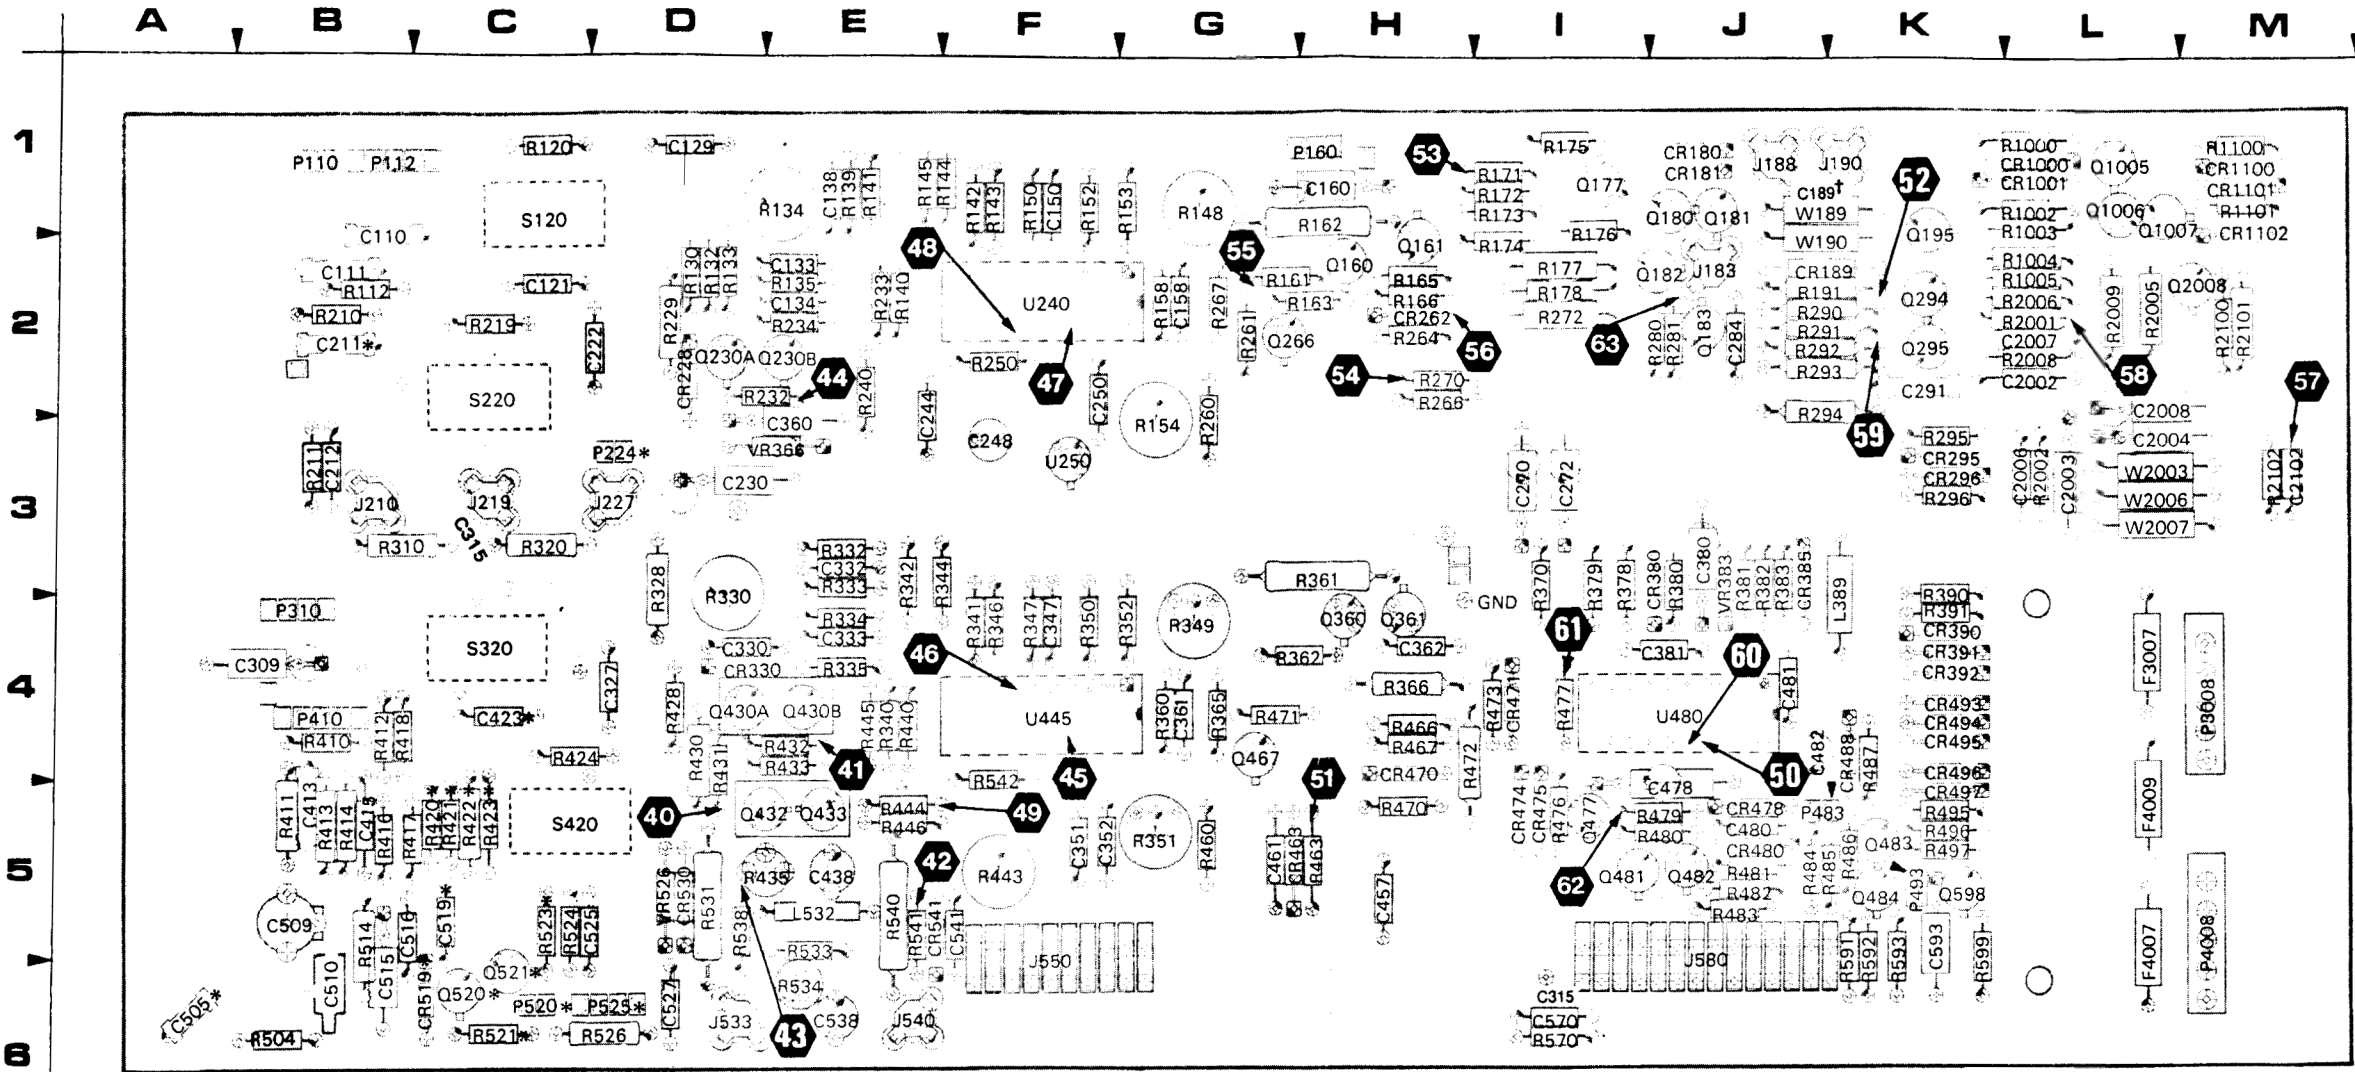 A B C D E F G H I J K L M
1
P110 P112 R120 C129 P160 R175 CR180 J188 J190 R1000 R1100
53
CR181 CR1000 Q1005 CR1100
S120 R134 C138 R139 R141 R145 R144 R142 R143 R150 C150 R152 R153 R148 C160 R171 Q177 C189† 52 CR1001 CR1101
R172 Q180 Q181 W189 R1002 Q1006 R1101
C110 R162 R173 R176 W190 Q195 R1003 Q1007 CR1102
48 55 Q161 R174
C111 R130 R132 R133 C133 Q160 R177 Q182 J183 CR189 R1004
R112 C121 R135 R233 R140 U240 R158 C158 R267 R161 R165 R178 R191 Q294 R1005 R2009 R2005 Q2008
2
R210 R219 C222 R229 C134 R163 R166 R272 R290 R2006 R2100 R2101
R234 R261 Q266 CR262 R280 R281 Q183 C284 R291 R2001
C211* CR228 Q230A Q230B R250 R264 56 63 R292 Q295 C2007
44 47 54 R270 R293 R2008 58 57
S220 R232 R240 C244 C250 R154 R260 R266 C291 C2002
C360 C248 R294 59 C2008
R211 C212 P224* VR366 U250 C270 C272 R295 C2006 R2002 C2003 C2004 R2102 C2102
CR295 W2003
J210 J219 J227 C230 CR296 W2006
3
C315 R296 W2007
R310 R320 R328 R332 R342 R344 R361 R370 R379 R378 CR380 R380 C380 VR383 R381 R382 R383 CR385 L389
C332
R330 R333 R390
P310 R334 R341 R346 R347 C347 R350 R352 R349 Q360 Q361 GND 61 R391
S320 C330 C333 46 R362 C362 C381 60 CR390 F3007 P3008
C309 C327 CR330 R335 CR391
4
R428 R366 R473 CR471 R477 C481 CR392
P410 R412 R418 C423* Q430A Q430B R445 R340 R440 U445 R360 C361 R365 R471 R466 U480 CR493
R410 R430 R431 R432 R467 R472 C482 CR488 R487 CR494
R424 R433 41 R542 45 Q467 51 CR470 50 CR495
R411 C413 R413 R414 C415 R416 R417 R420* R421* R422* R423* S420 40 Q432 Q433 R444 49 C351 C352 R351 R460 R470 CR474 CR475 R476 Q477 C478 CR478 P483 CR496 CR497 F4009
R446 R479 C480 R495
R480 CR480 R484 R485 R486 Q483 R496 R497
5
VR526 CR530 R531 R435 C438 42 R443 C461 CR463 R463 C457 62 Q481 Q482 R481 P493 Q598
C509 R514 C516 C519* R523* R524 C525 R538 L532 R540 R541 CR541 C541 R482 Q484 P4008
R483
C510 C515 CR519* Q521* R533 J550 J580 R591 R592 R593 C593 R599 F4007
Q520* R534
C505* P520* P525* C527 J533 C538 J540 C315
R504 R521* R526 43 C570
6
R570